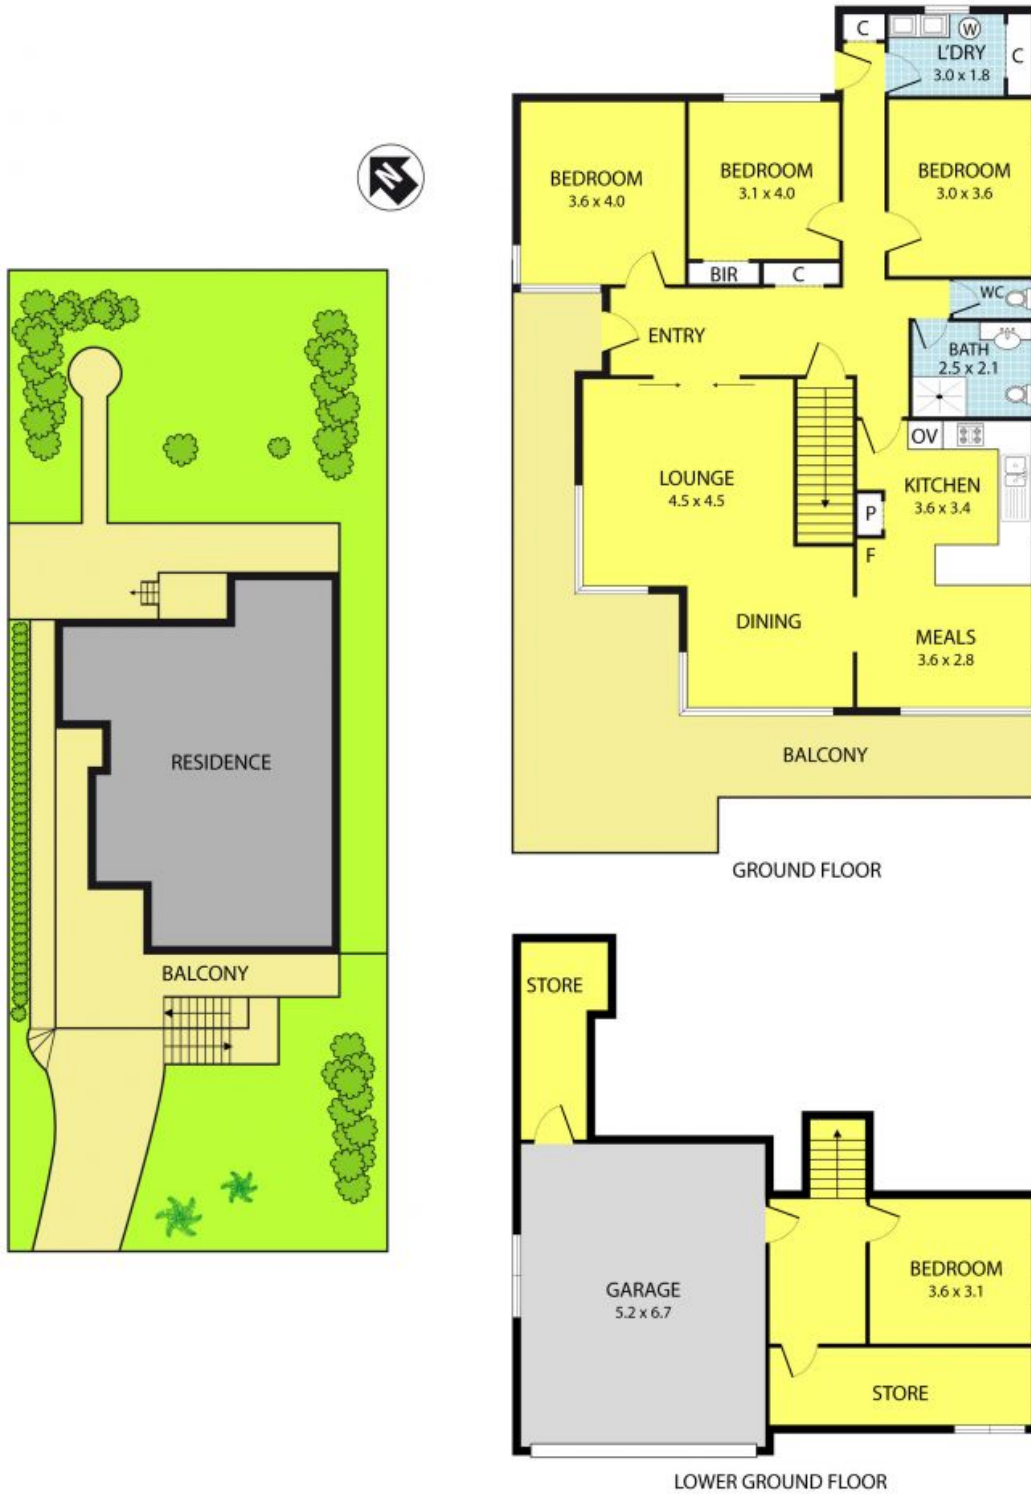 N
RESIDENCE
BALCONY
C
W
L'DRY
3.0 x 1.8
C
BEDROOM
3.6 x 4.0
BEDROOM
3.1 x 4.0
BEDROOM
3.0 x 3.6
BIR
C
WC
ENTRY
BATH
2.5 x 2.1
OV
LOUNGE
4.5 x 4.5
KITCHEN
3.6 x 3.4
P
F
DINING
MEALS
3.6 x 2.8
BALCONY
GROUND FLOOR
STORE
GARAGE
5.2 x 6.7
BEDROOM
3.6 x 3.1
STORE
LOWER GROUND FLOOR